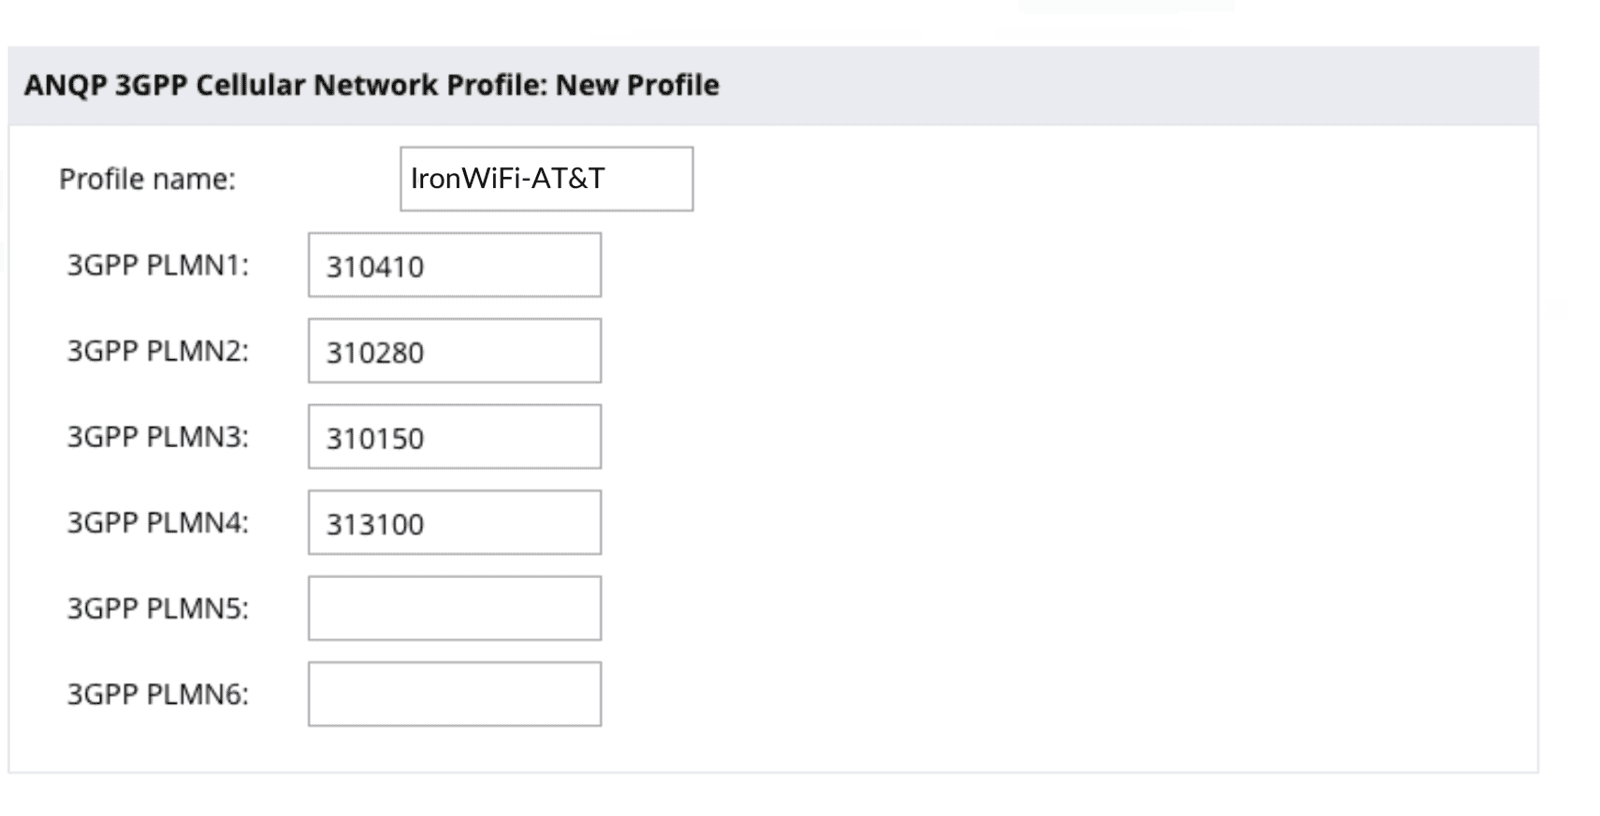 ANQP 3GPP Cellular Network Profile: New Profile
Profile name: IronWiFi-AT&T
3GPP PLMN1: 310410
3GPP PLMN2: 310280
3GPP PLMN3: 310150
3GPP PLMN4: 313100
3GPP PLMN5:
3GPP PLMN6: